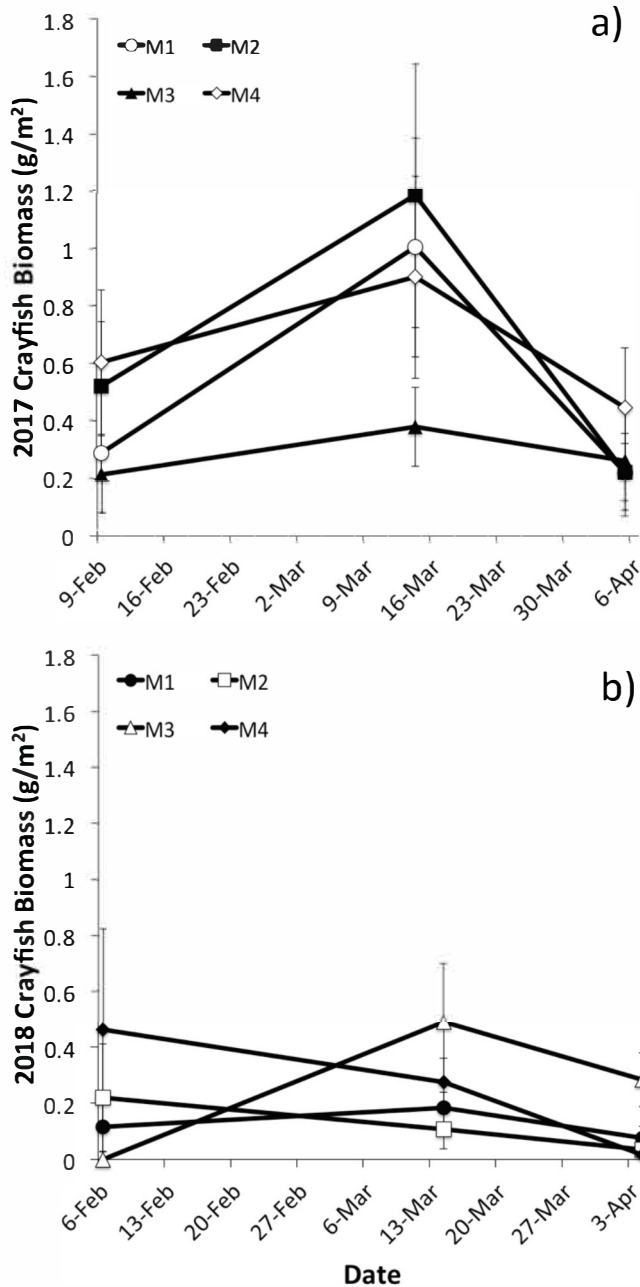 a)
M1 M2
M3 M4
2017 Crayfish Biomass (g/m²)
1.8
1.6
1.4
1.2
1
0.8
0.6
0.4
0.2
0
9-Feb 16-Feb 23-Feb 2-Mar 9-Mar 16-Mar 23-Mar 30-Mar 6-Apr
b)
M1 M2
M3 M4
2018 Crayfish Biomass (g/m²)
1.8
1.6
1.4
1.2
1
0.8
0.6
0.4
0.2
0
6-Feb 13-Feb 20-Feb 27-Feb 6-Mar 13-Mar 20-Mar 27-Mar 3-Apr
Date